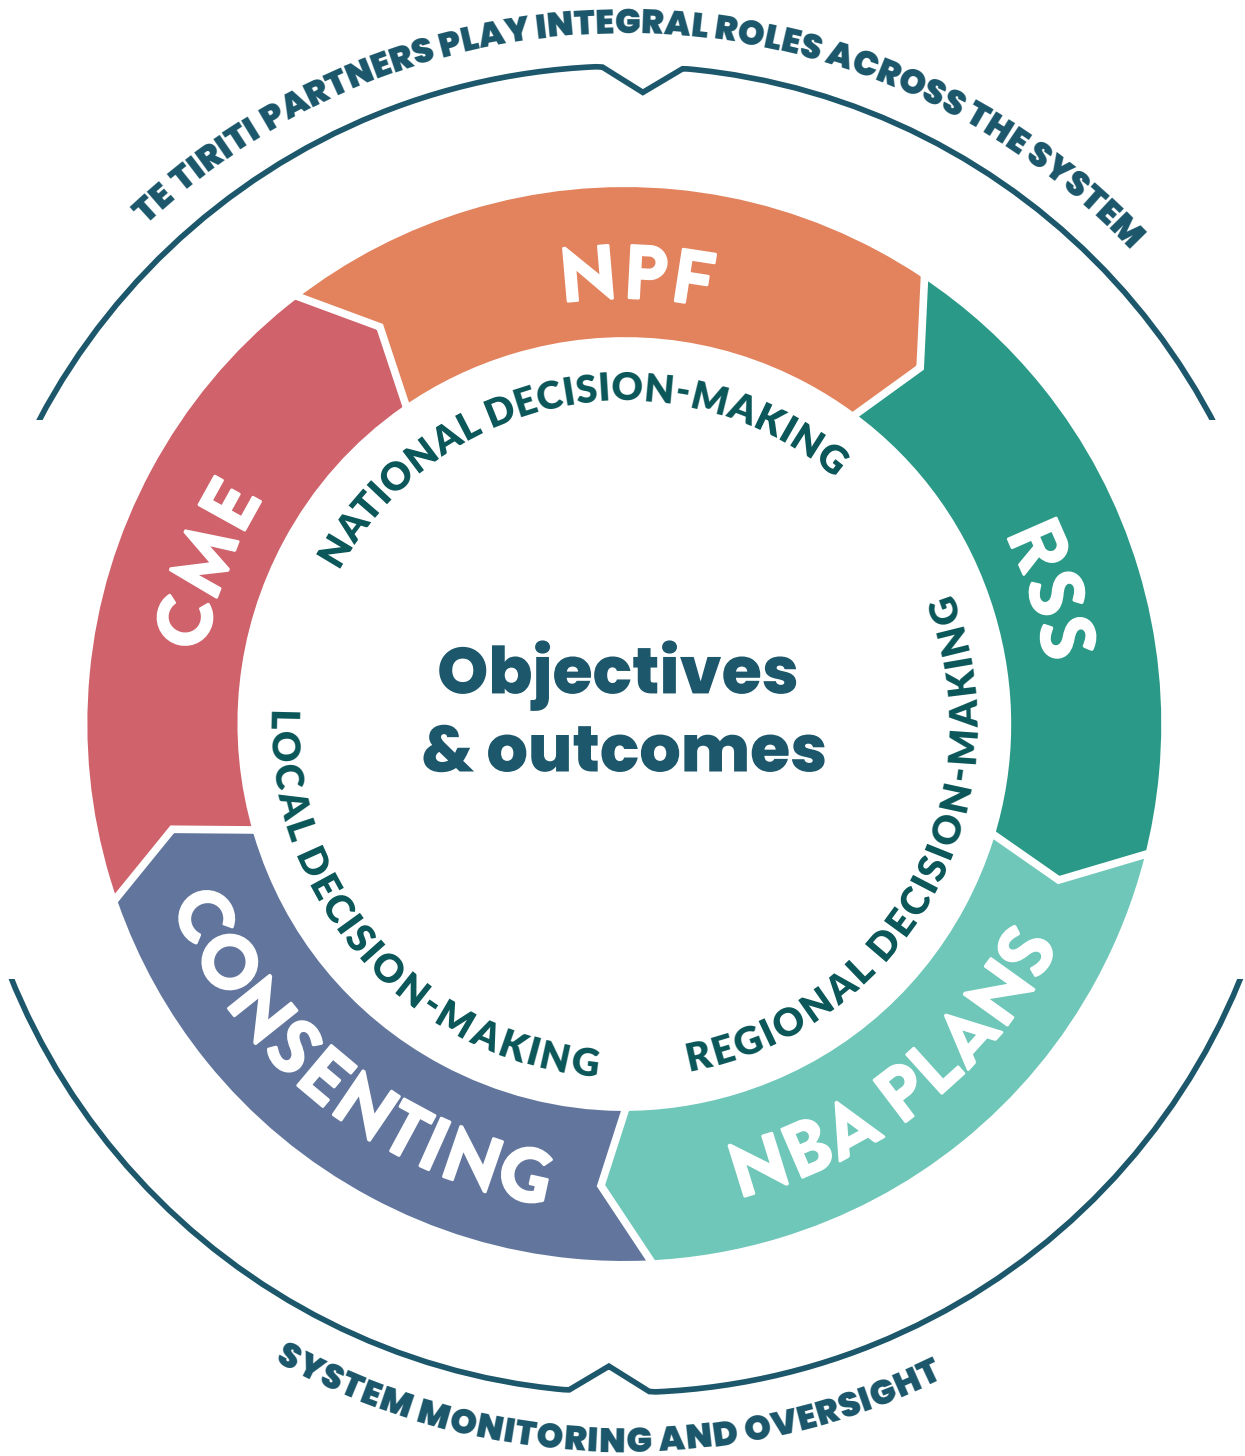 TE TIRITI PARTNERS PLAY INTEGRAL ROLES ACROSS THE SYSTEM
NPF
RSS
NBA PLANS
CONSENTING
CME
NATIONAL DECISION-MAKING
REGIONAL DECISION-MAKING
LOCAL DECISION-MAKING
Objectives
& outcomes
SYSTEM MONITORING AND OVERSIGHT